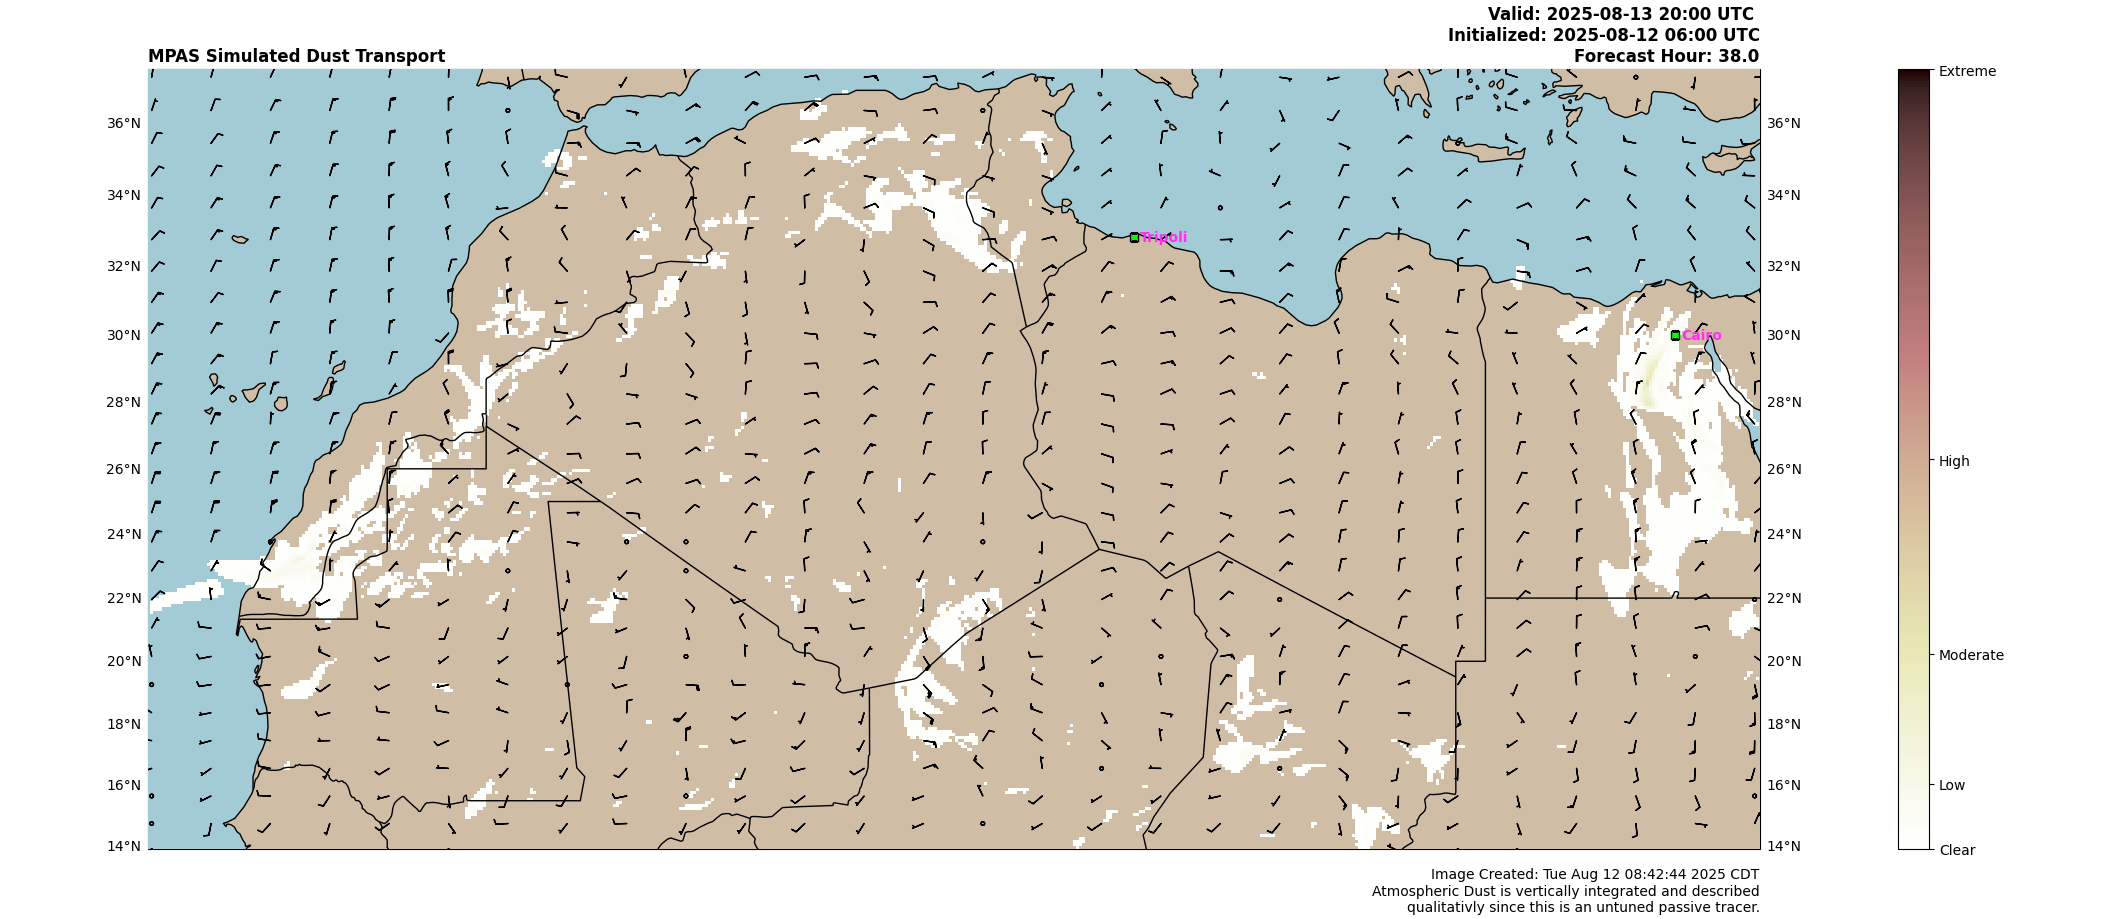 Valid: 2025-08-13 20:00 UTC
Initialized: 2025-08-12 06:00 UTC
MPAS Simulated Dust Transport
Forecast Hour: 38.0
Extreme
36°N
36°N
34°N
34°N
Tripoli
32°N
32°N
30°N
Cairo
30°N
28°N
28°N
26°N
26°N
High
24°N
24°N
22°N
22°N
20°N
20°N
Moderate
18°N
18°N
16°N
16°N
Low
14°N
14°N
Clear
Image Created: Tue Aug 12 08:42:44 2025 CDT
Atmospheric Dust is vertically integrated and described
qualitativly since this is an untuned passive tracer.